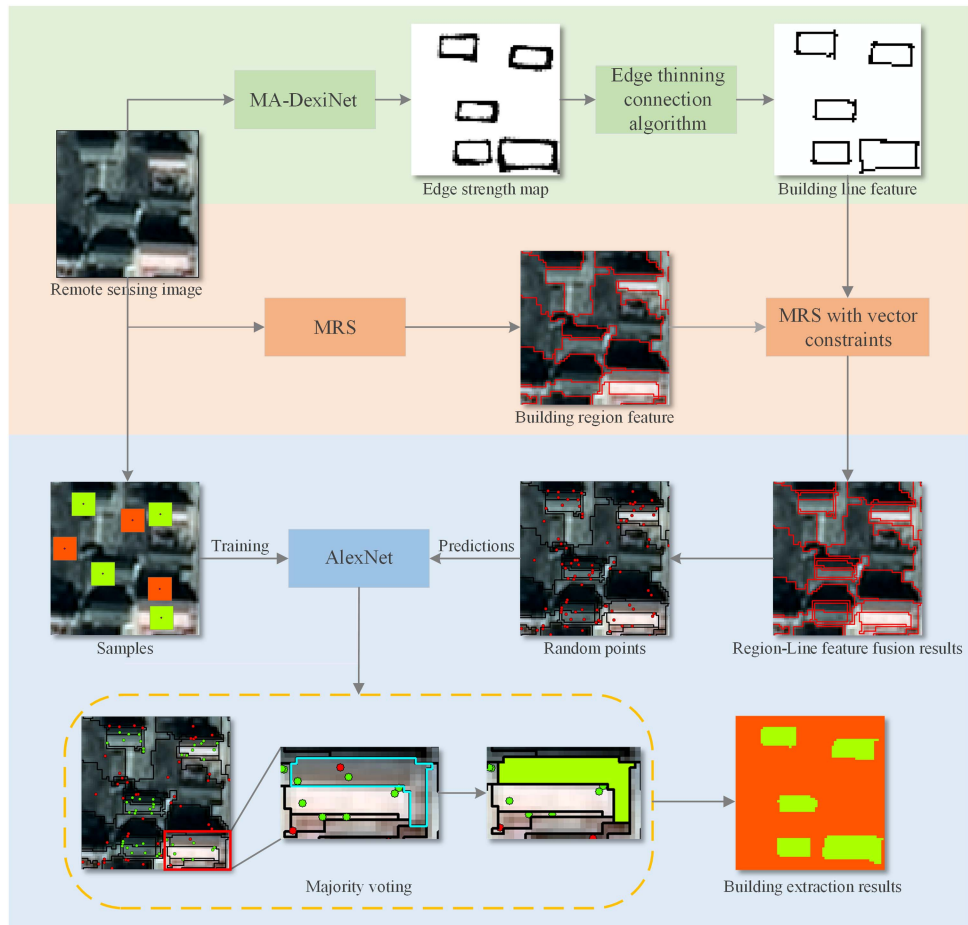 MA-DexiNet
Edge strength map
Edge thinning
connection
algorithm
Building line feature
Remote sensing image
MRS
Building region feature
MRS with vector
constraints
Samples
Training
AlexNet
Predictions
Random points
Region-Line feature fusion results
Majority voting
Building extraction results